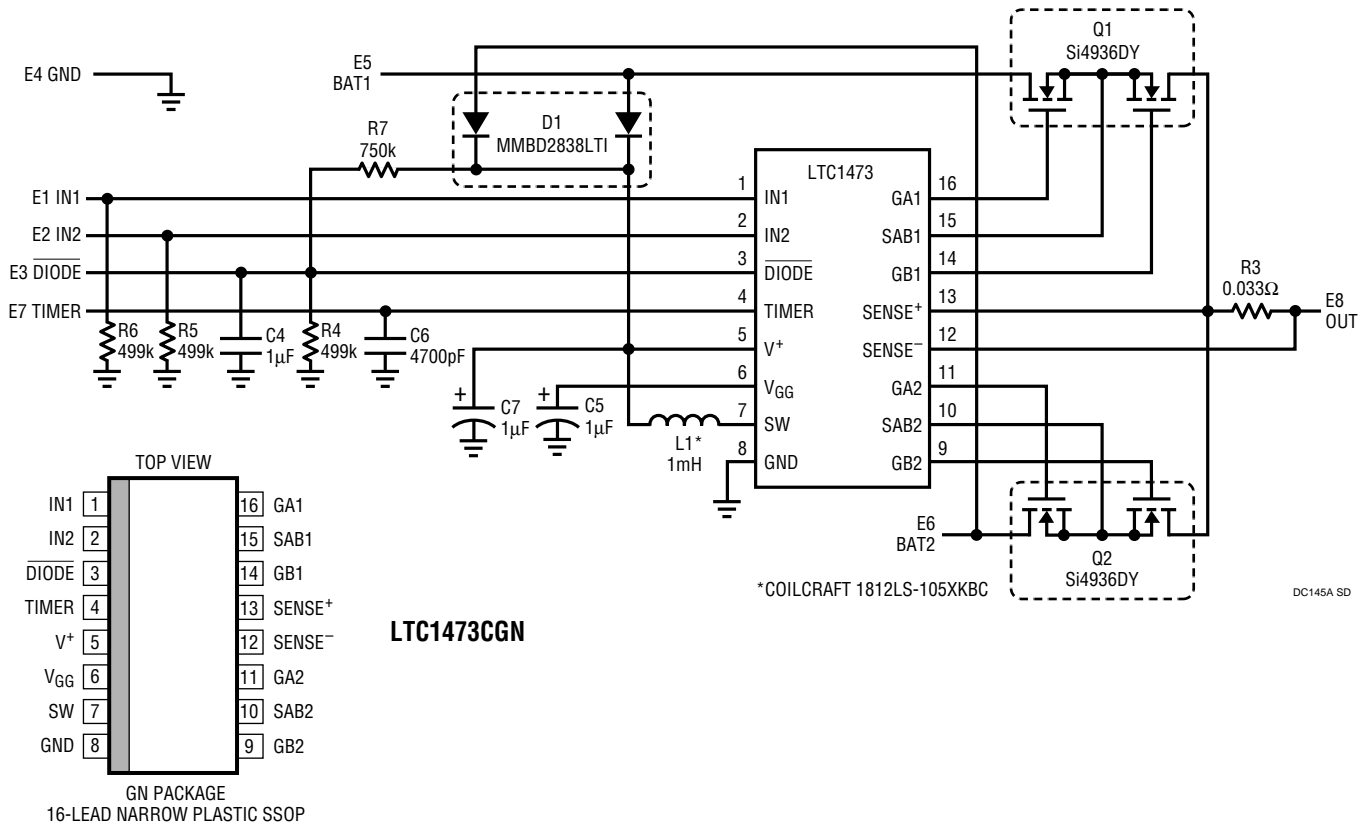 Q1
Si4936DY
E4 GND
E5
BAT1
D1
MMBD2838LTI
R7
750k
LTC1473
E1 IN1
E2 IN2
E3 DIODE
E7 TIMER
1 IN1
2 IN2
3 DIODE
4 TIMER
5 V+
6 VGG
7 SW
8 GND
16 GA1
15 SAB1
14 GB1
13 SENSE+
12 SENSE–
11 GA2
10 SAB2
9 GB2
R3
0.033Ω
E8
OUT
R6
499k
R5
499k
C4
1µF
R4
499k
C6
4700pF
+
C7
1µF
+
C5
1µF
L1*
1mH
E6
BAT2
Q2
Si4936DY
*COILCRAFT 1812LS-105XKBC
DC145A SD
TOP VIEW
IN1 1
IN2 2
DIODE 3
TIMER 4
V+ 5
VGG 6
SW 7
GND 8
16 GA1
15 SAB1
14 GB1
13 SENSE+
12 SENSE–
11 GA2
10 SAB2
9 GB2
LTC1473CGN
GN PACKAGE
16-LEAD NARROW PLASTIC SSOP